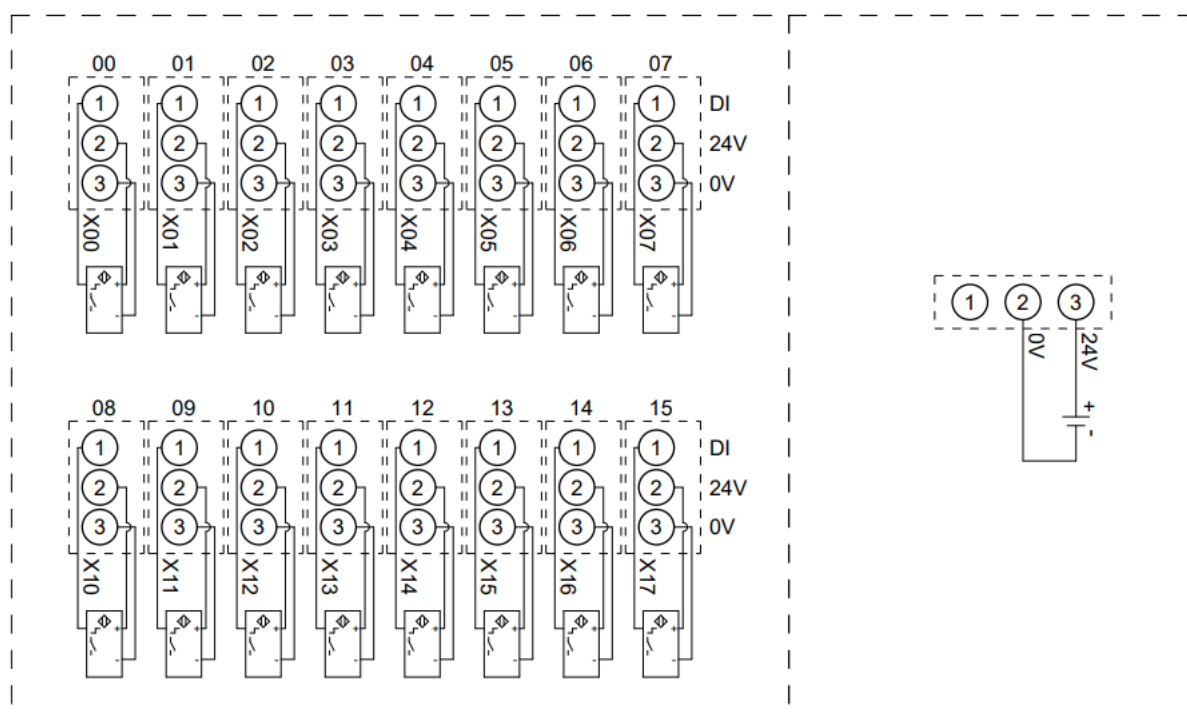 00 01 02 03 04 05 06 07
1 1 1 1 1 1 1 1 DI
2 2 2 2 2 2 2 2 24V
3 3 3 3 3 3 3 3 0V
X00 X01 X02 X03 X04 X05 X06 X07
+ + + + + + + +
- - - - - - - -
08 09 10 11 12 13 14 15
1 1 1 1 1 1 1 1 DI
2 2 2 2 2 2 2 2 24V
3 3 3 3 3 3 3 3 0V
X10 X11 X12 X13 X14 X15 X16 X17
+ + + + + + + +
- - - - - - - -
1 2 3
0V 24V
+
-